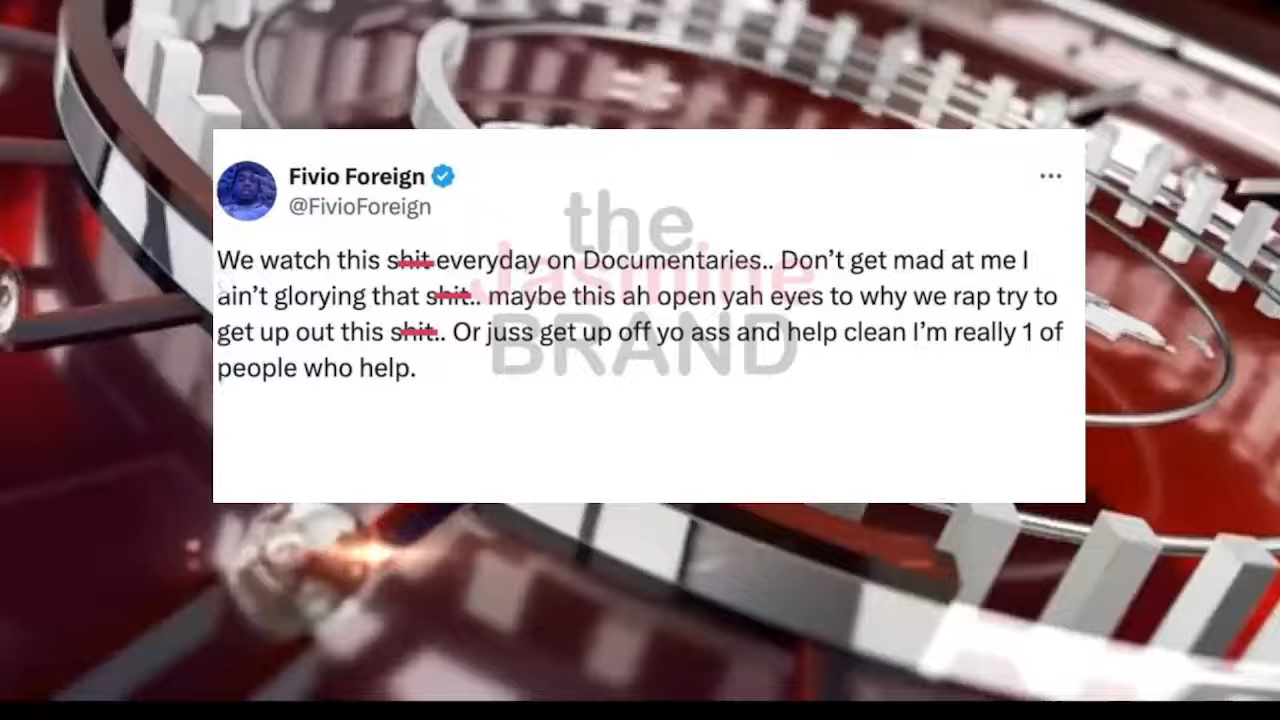 Fivio Foreign
@FivioForeign
the
Jasmine
BRAND
We watch this shit everyday on Documentaries.. Don't get mad at me I
ain't glorying that shit.. maybe this ah open yah eyes to why we rap try to
get up out this shit.. Or juss get up off yo ass and help clean I'm really 1 of
people who help.